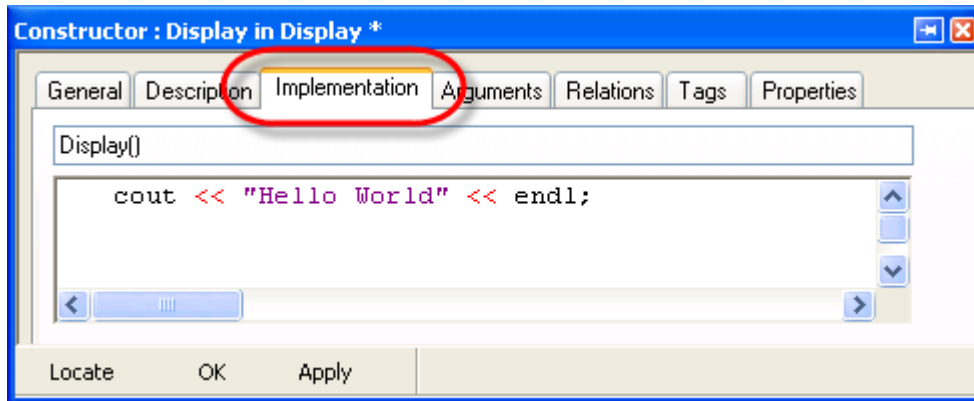 Constructor : Display in Display *
General Description Implementation Arguments Relations Tags Properties
Display()
cout << "Hello World" << endl;
Locate OK Apply